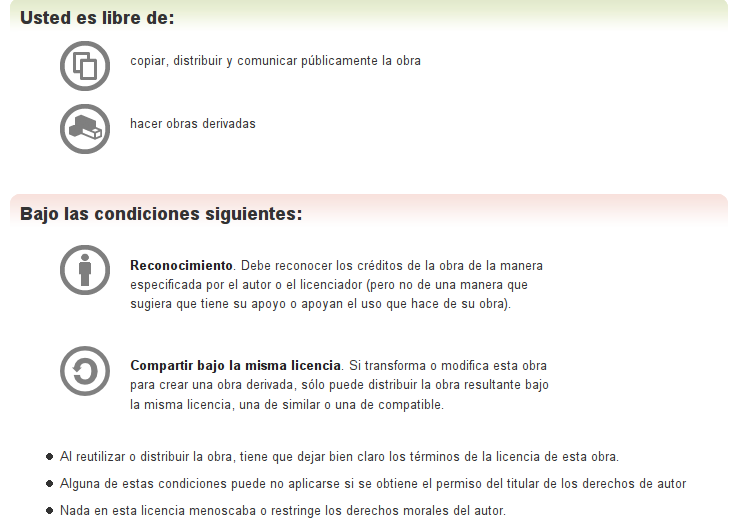 Usted es libre de:
copiar, distribuir y comunicar públicamente la obra
hacer obras derivadas
Bajo las condiciones siguientes:
Reconocimiento. Debe reconocer los créditos de la obra de la manera
especificada por el autor o el licenciador (pero no de una manera que
sugiera que tiene su apoyo o apoyan el uso que hace de su obra).
Compartir bajo la misma licencia. Si transforma o modifica esta obra
para crear una obra derivada, sólo puede distribuir la obra resultante bajo
la misma licencia, una de similar o una de compatible.
Al reutilizar o distribuir la obra, tiene que dejar bien claro los términos de la licencia de esta obra.
Alguna de estas condiciones puede no aplicarse si se obtiene el permiso del titular de los derechos de autor
Nada en esta licencia menoscaba o restringe los derechos morales del autor.